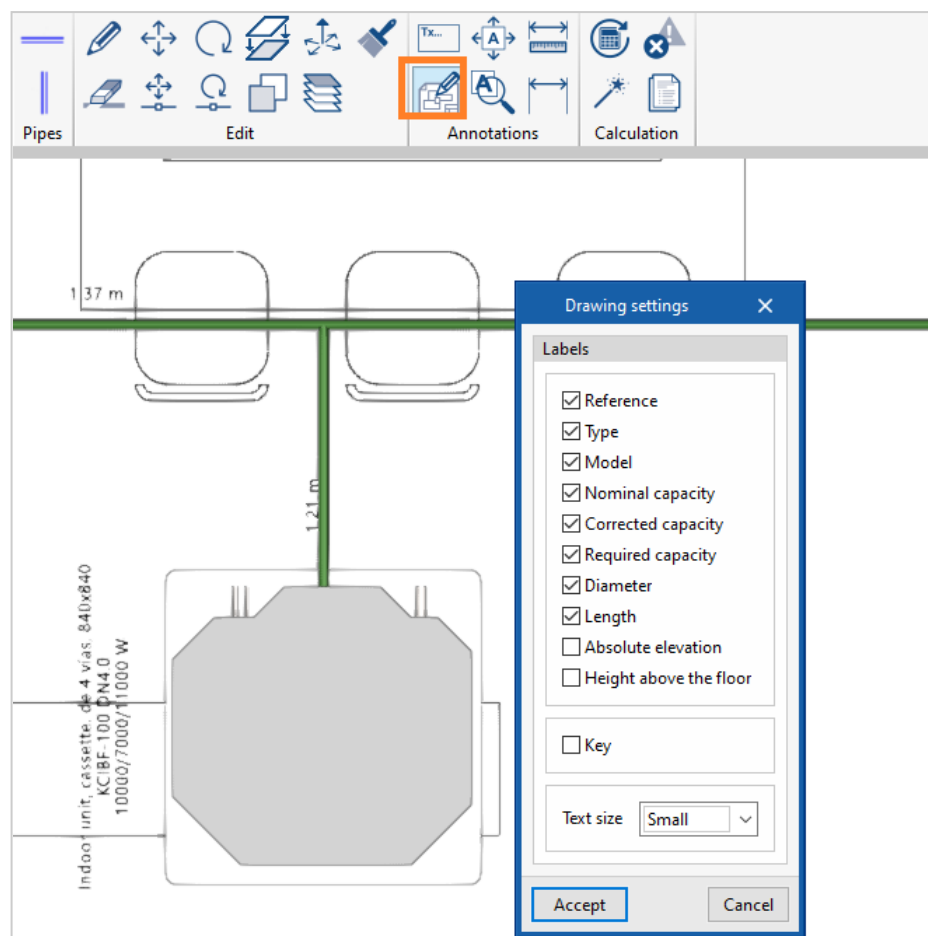 Tx...
A
A
Pipes
Edit
Annotations
Calculation
1.37 m
Drawing settings
Labels
Reference
Type
Model
Nominal capacity
Corrected capacity
Required capacity
Diameter
Length
Absolute elevation
Height above the floor
Key
Text size Small
Accept Cancel
1.21 m
Indoor unit, cassette. de 4 vías. 840x840
KCIBF-100 DN4.0
10000/7000/11000 W